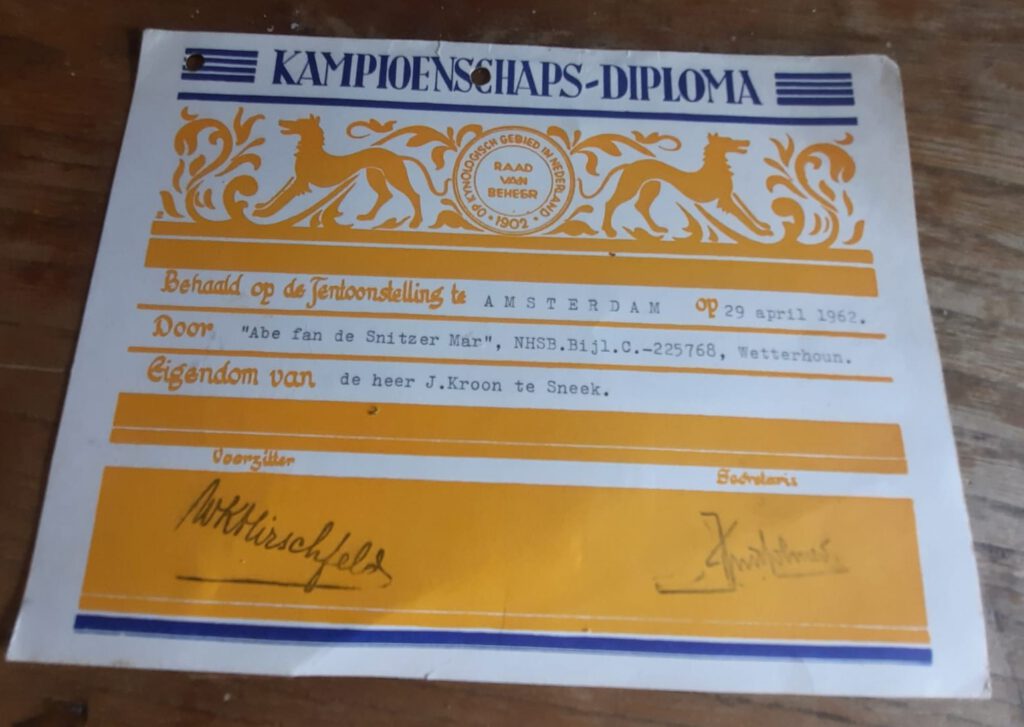 KAMPIOENSCHAPS-DIPLOMA
OP KYNOLOGISCH GEBIED IN NEDERLAND
RAAD
VAN
BEHEER
• 1902 •
Behaald op de Tentoonstelling te AMSTERDAM op 29 april 1962.
Door "Abe fan de Snitzer Mar", NHSB.Bijl.C.-225768, Wetterhoun.
Eigendom van de heer J.Kroon te Sneek.
Voorzitter
Secretaris
WKHirschfeld